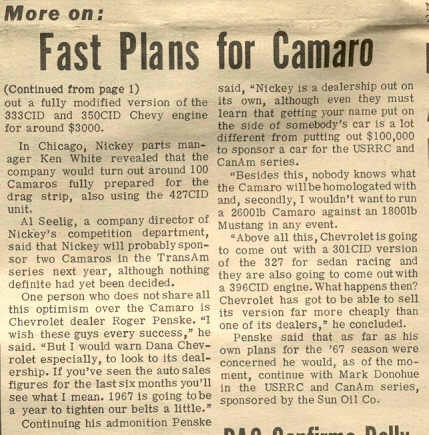 More on:
Fast Plans for Camaro
(Continued from page 1)
out a fully modified version of the
333CID and 350CID Chevy engine
for around $3000.
In Chicago, Nickey parts man-
ager Ken White revealed that the
company would turn out around 100
Camaros fully prepared for the
drag strip, also using the 427CID
unit.
Al Seelig, a company director of
Nickey's competition department,
said that Nickey will probably spon-
sor two Camaros in the TransAm
series next year, although nothing
definite had yet been decided.
One person who does not share all
this optimism over the Camaro is
Chevrolet dealer Roger Penske. "I
wish these guys every success," he
said. "But I would warn Dana Chev-
rolet especially, to look to its deal-
ership. If you've seen the auto sales
figures for the last six months you'll
see what I mean. 1967 is going to be
a year to tighten our belts a little."
Continuing his admonition Penske
said, "Nickey is a dealership out on
its own, although even they must
learn that getting your name put on
the side of somebody's car is a lot
different from putting out $100,000
to sponsor a car for the USRRC and
CanAm series.
"Besides this, nobody knows what
the Camaro will be homologated with
and, secondly, I wouldn't want to run
a 2600lb Camaro against an 1800lb
Mustang in any event.
"Above all this, Chevrolet is going
to come out with a 301CID version
of the 327 for sedan racing and
they are also going to come out with
a 396CID engine. What happens then?
Chevrolet has got to be able to sell
its version far more cheaply than
one of its dealers," he concluded.
Penske said that as far as his
own plans for the '67 season were
concerned he would, as of the mo-
ment, continue with Mark Donohue
in the USRRC and CanAm series,
sponsored by the Sun Oil Co.